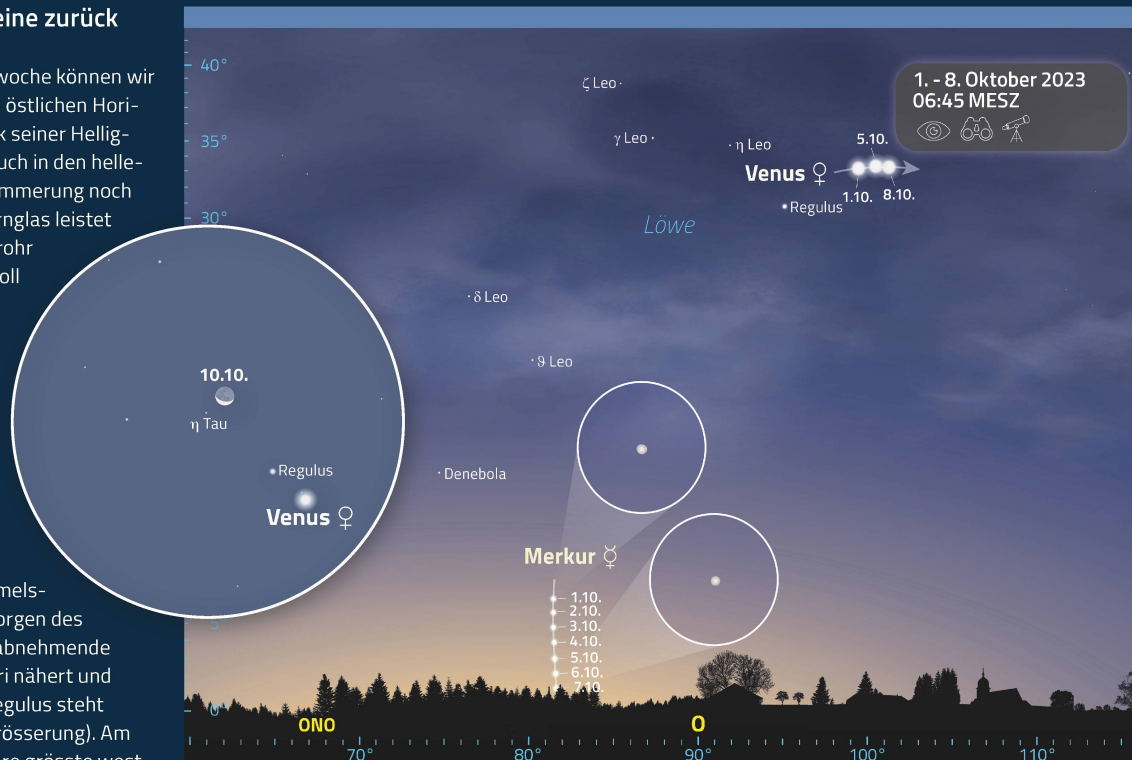 eine zurück
woche können wir
östlichen Hori-
k seiner Hellig-
uch in den helle-
mmerung noch
rnglas leistet
rohr
oll
mels-
orgen des
abnehmende
ri nähert und
egulus steht
rösserung). Am
re grösste west-
40°
35°
30°
5°
0°
ζ Leo
γ Leo
η Leo
Venus ♀
5.10.
1.10.
8.10.
Regulus
1. - 8. Oktober 2023
06:45 MESZ
Löwe
δ Leo
ϑ Leo
Denebola
10.10.
η Tau
Regulus
Venus ♀
Merkur ☿
1.10.
2.10.
3.10.
4.10.
5.10.
6.10.
7.10.
ONO
O
70°
80°
90°
100°
110°